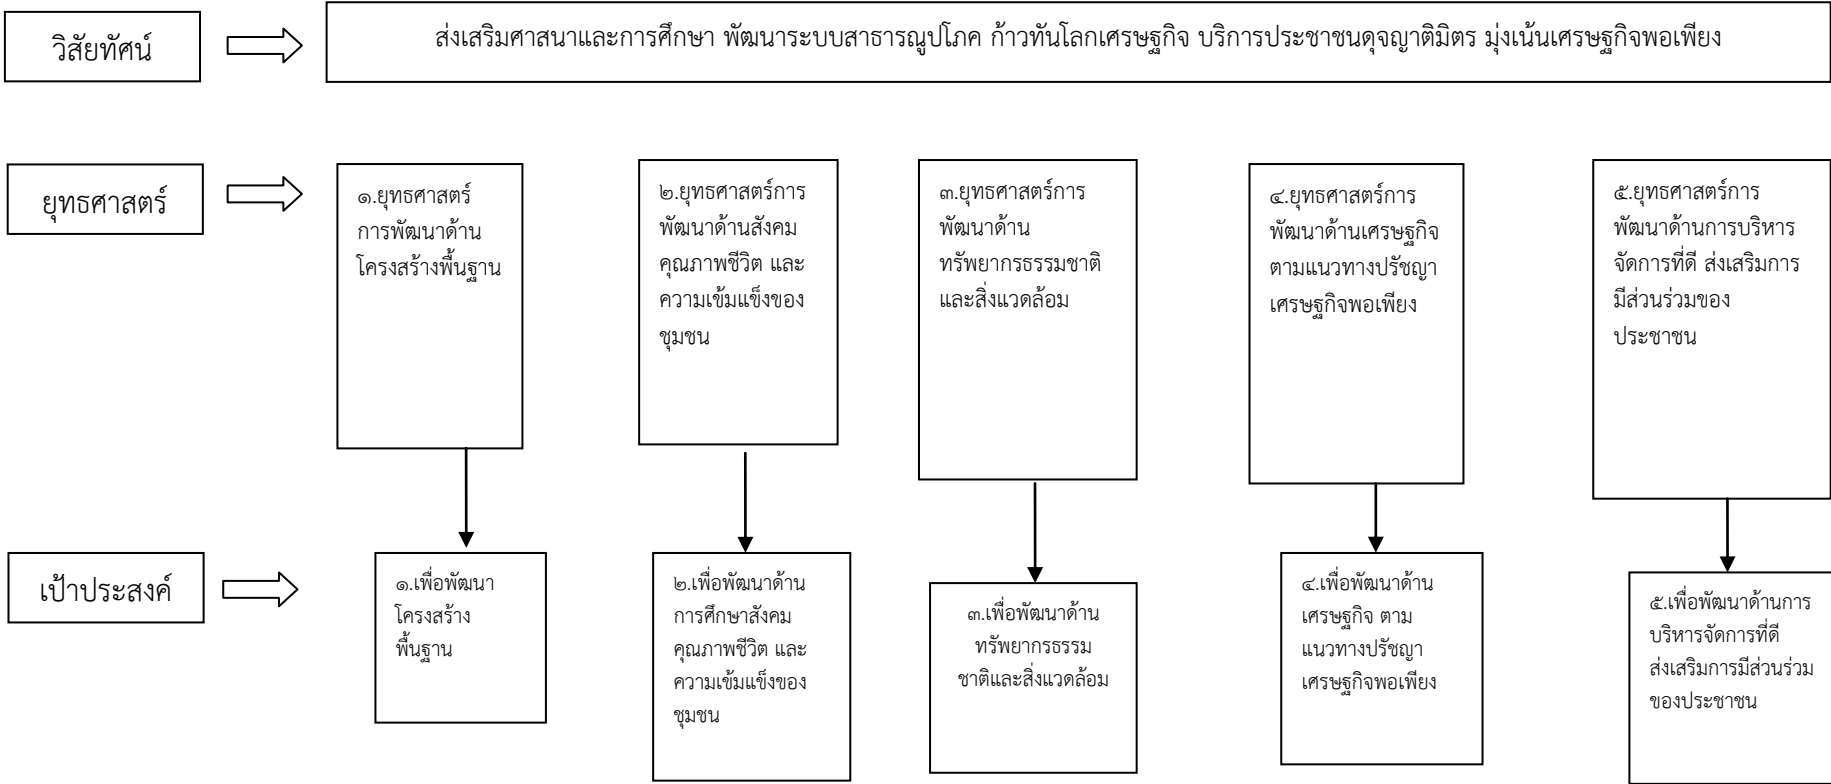 วิสัยทัศน์
ส่งเสริมศาสนาและการศึกษา พัฒนาระบบสาธารณูปโภค ก้าวทันโลกเศรษฐกิจ บริการประชาชนดุจญาติมิตร มุ่งเน้นเศรษฐกิจพอเพียง
ยุทธศาสตร์
๑.ยุทธศาสตร์
การพัฒนาด้าน
โครงสร้างพื้นฐาน
๒.ยุทธศาสตร์การ
พัฒนาด้านสังคม
คุณภาพชีวิต และ
ความเข้มแข็งของ
ชุมชน
๓.ยุทธศาสตร์การ
พัฒนาด้าน
ทรัพยากรธรรมชาติ
และสิ่งแวดล้อม
๔.ยุทธศาสตร์การ
พัฒนาด้านเศรษฐกิจ
ตามแนวทางปรัชญา
เศรษฐกิจพอเพียง
๕.ยุทธศาสตร์การ
พัฒนาด้านการบริหาร
จัดการที่ดี ส่งเสริมการ
มีส่วนร่วมของ
ประชาชน
เป้าประสงค์
๑.เพื่อพัฒนา
โครงสร้าง
พื้นฐาน
๒.เพื่อพัฒนาด้าน
การศึกษาสังคม
คุณภาพชีวิต และ
ความเข้มแข็งของ
ชุมชน
๓.เพื่อพัฒนาด้าน
ทรัพยากรธรรม
ชาติและสิ่งแวดล้อม
๔.เพื่อพัฒนาด้าน
เศรษฐกิจ ตาม
แนวทางปรัชญา
เศรษฐกิจพอเพียง
๕.เพื่อพัฒนาด้านการ
บริหารจัดการที่ดี
ส่งเสริมการมีส่วนร่วม
ของประชาชน